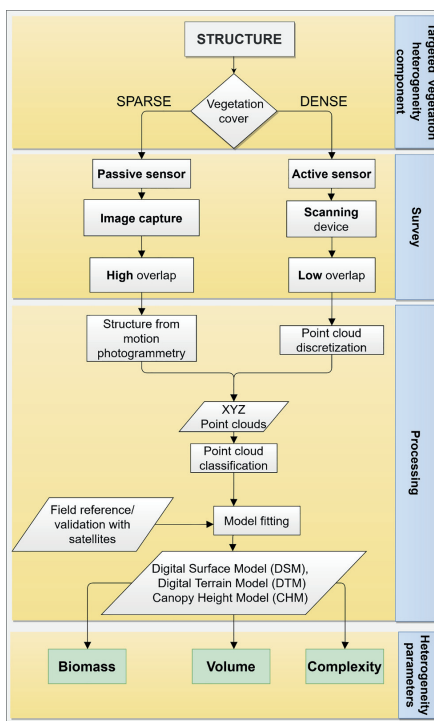 STRUCTURE
Targeted vegetation
heterogeneity
component
SPARSE
Vegetation
cover
DENSE
Passive sensor
Active sensor
Image capture
Scanning
device
High overlap
Low overlap
Survey
Structure from
motion
photogrammetry
Point cloud
discretization
XYZ
Point clouds
Point cloud
classification
Field reference/
validation with
satellites
Model fitting
Digital Surface Model (DSM),
Digital Terrain Model (DTM)
Canopy Height Model (CHM)
Processing
Biomass
Volume
Complexity
Heterogeneity
parameters